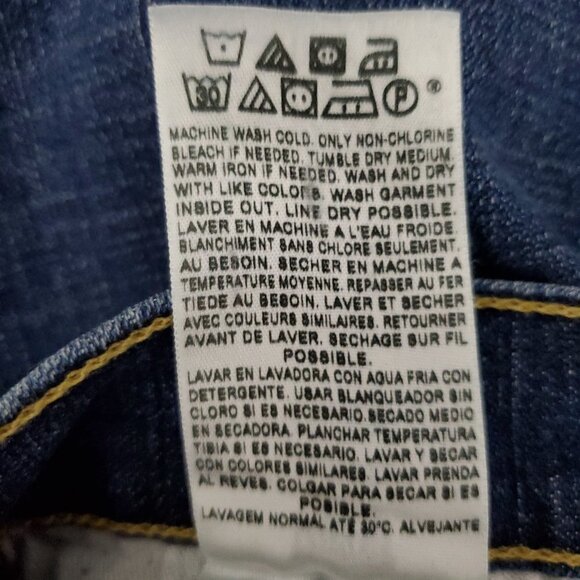 30 P ®
MACHINE WASH COLD. ONLY NON-CHLORINE
BLEACH IF NEEDED. TUMBLE DRY MEDIUM.
WARM IRON IF NEEDED. WASH AND DRY
WITH LIKE COLORS. WASH GARMENT
INSIDE OUT. LINE DRY POSSIBLE.
LAVER EN MACHINE A L'EAU FROIDE.
BLANCHIMENT SANS CHLORE SEULEMENT.
AU BESOIN. SECHER EN MACHINE A
TEMPERATURE MOYENNE. REPASSER AU FER
TIEDE AU BESOIN. LAVER ET SECHER
AVEC COULEURS SIMILAIRES. RETOURNER
AVANT DE LAVER. SECHAGE SUR FIL
POSSIBLE.
LAVAR EN LAVADORA CON AGUA FRIA CON
DETERGENTE. USAR BLANQUEADOR SIN
CLORO SI ES NECESARIO.SECADO MEDIO
EN SECADORA. PLANCHAR TEMPERATURA
TIBIA SI ES NECESARIO. LAVAR Y SECAR
CON COLORES SIMILARES. LAVAR PRENDA
AL REVES. COLGAR PARA SECAR SI ES
POSIBLE.
LAVAGEM NORMAL ATÉ 30°C. ALVEJANTE